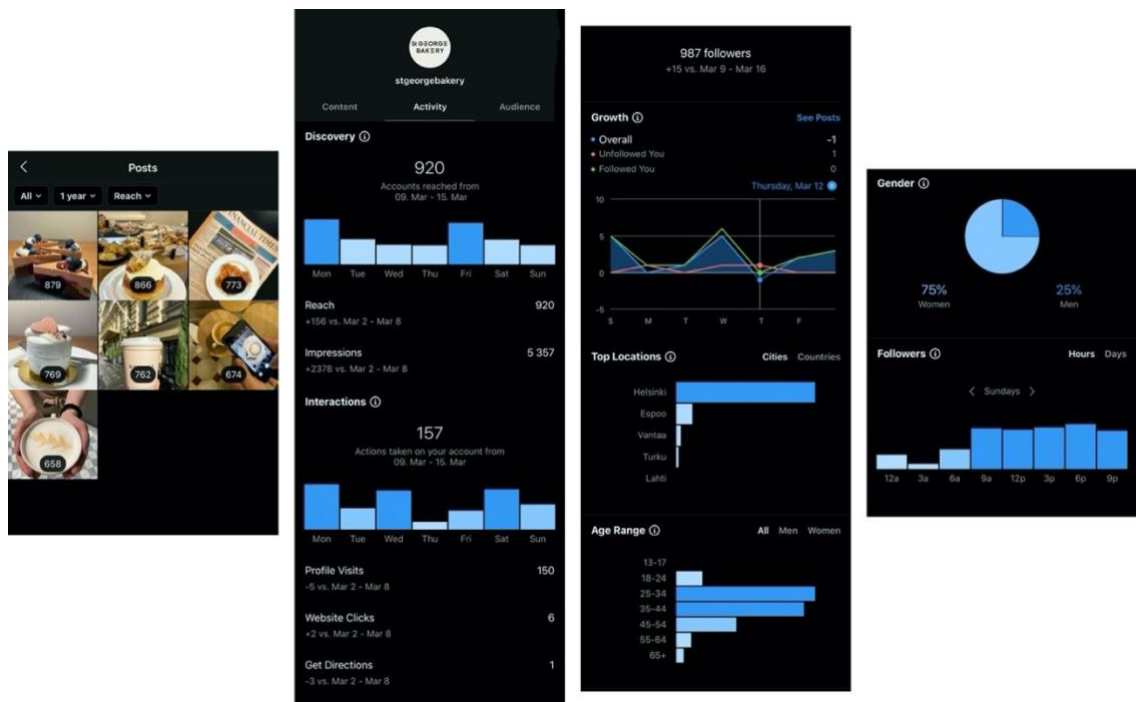 Posts
All
1 year
Reach
FINANCIAL TIMES
879
866
773
769
762
674
658
St GEORGE
BAKERY
stgeorgebakery
Content Activity Audience
Discovery
920
Accounts reached from
09. Mar - 15. Mar
Mon Tue Wed Thu Fri Sat Sun
Reach 920
+156 vs. Mar 2 - Mar 8
Impressions 5 357
+2378 vs. Mar 2 - Mar 8
Interactions
157
Actions taken on your account from
09. Mar - 15. Mar
Mon Tue Wed Thu Fri Sat Sun
Profile Visits 150
-5 vs. Mar 2 - Mar 8
Website Clicks 6
+2 vs. Mar 2 - Mar 8
Get Directions 1
-3 vs. Mar 2 - Mar 8
987 followers
+15 vs. Mar 9 - Mar 16
Growth See Posts
Overall -1
Unfollowed You 1
Followed You 0
Thursday, Mar 12
10
5
0
-5
S M T W T F
Top Locations Cities Countries
Helsinki
Espoo
Vantaa
Turku
Lahti
Age Range All Men Women
13-17
18-24
25-34
35-44
45-54
55-64
65+
Gender
75% 25%
Women Men
Followers Hours Days
Sundays
12a 3a 6a 9a 12p 3p 6p 9p